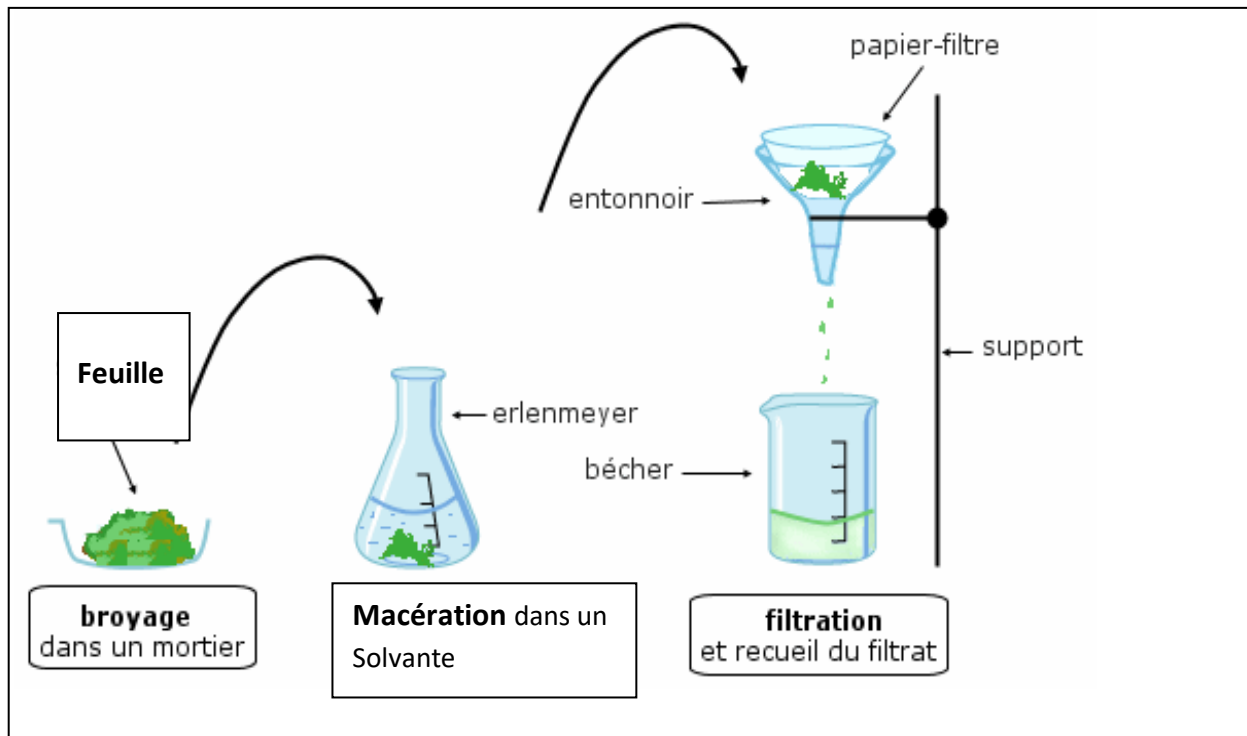 papier-filtre
entonnoir
support
Feuille
erlenmeyer
bécher
broyage
dans un mortier
Macération dans un
Solvante
filtration
et recueil du filtrat